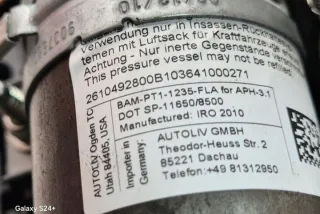 verwendung nur in Insassen-Rückhaltesys
temen mit Luftsack für Kraftfahrzeuge
Achtung - Nur inerte Gegenstände
This pressure vessel may not be refilled.
2610492800B103641000271
BAM-PT1-1235-FLA for APH-3.1
DOT SP-11650/8500
Manufactured: IRO 2010
AUTOLIV Ogden TC
Utah 84405, USA
Importer in
Germany:
AUTOLIV GMBH
Theodor-Heuss Str. 2
85221 Dachau
Telefon:+49 81312950
Galaxy S24+